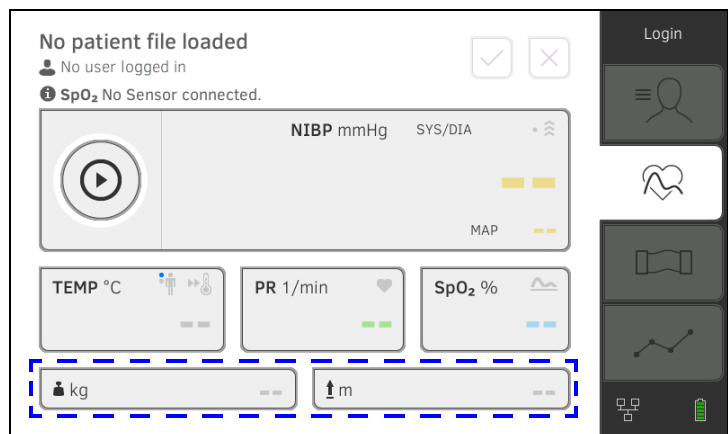 No patient file loaded
No user logged in
SpO₂ No Sensor connected.
Login
NIBP mmHg SYS/DIA
-- --
MAP --
TEMP °C
--
PR 1/min
--
SpO₂ %
--
kg --
m --